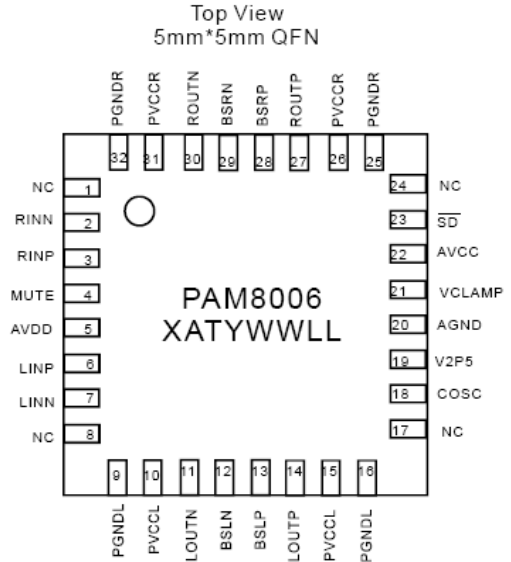 Top View
5mm*5mm QFN
PGNDR
PVCCR
ROUTN
BSRN
BSRP
ROUTP
PVCCR
PGNDR
32
31
30
29
28
27
26
25
NC 1
RINN 2
RINP 3
MUTE 4
AVDD 5
LINP 6
LINN 7
NC 8
PAM8006
XATYWWLL
24 NC
23 S̅D̅
22 AVCC
21 VCLAMP
20 AGND
19 V2P5
18 COSC
17 NC
9
10
11
12
13
14
15
16
PGNDL
PVCCL
LOUTN
BSLN
BSLP
LOUTP
PVCCL
PGNDL